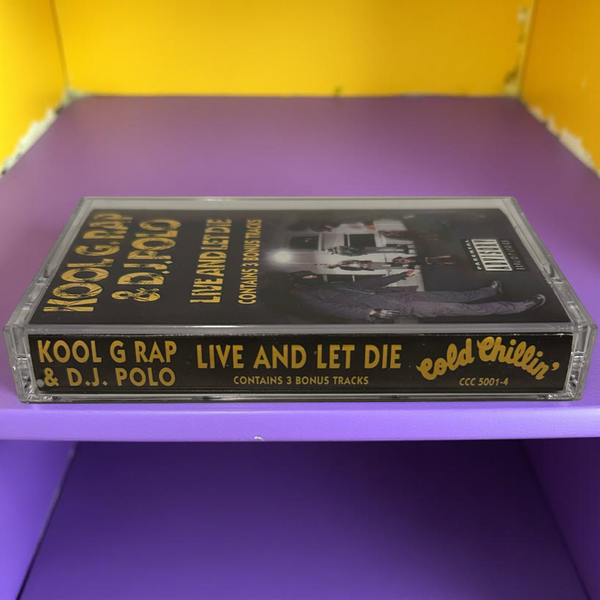 KOOL G. RAP
& D.J. POLO
LIVE AND LET DIE
CONTAINS 3 BONUS TRACKS
KOOL G RAP
& D.J. POLO
LIVE AND LET DIE
CONTAINS 3 BONUS TRACKS
Cold Chillin'
CCC 5001-4